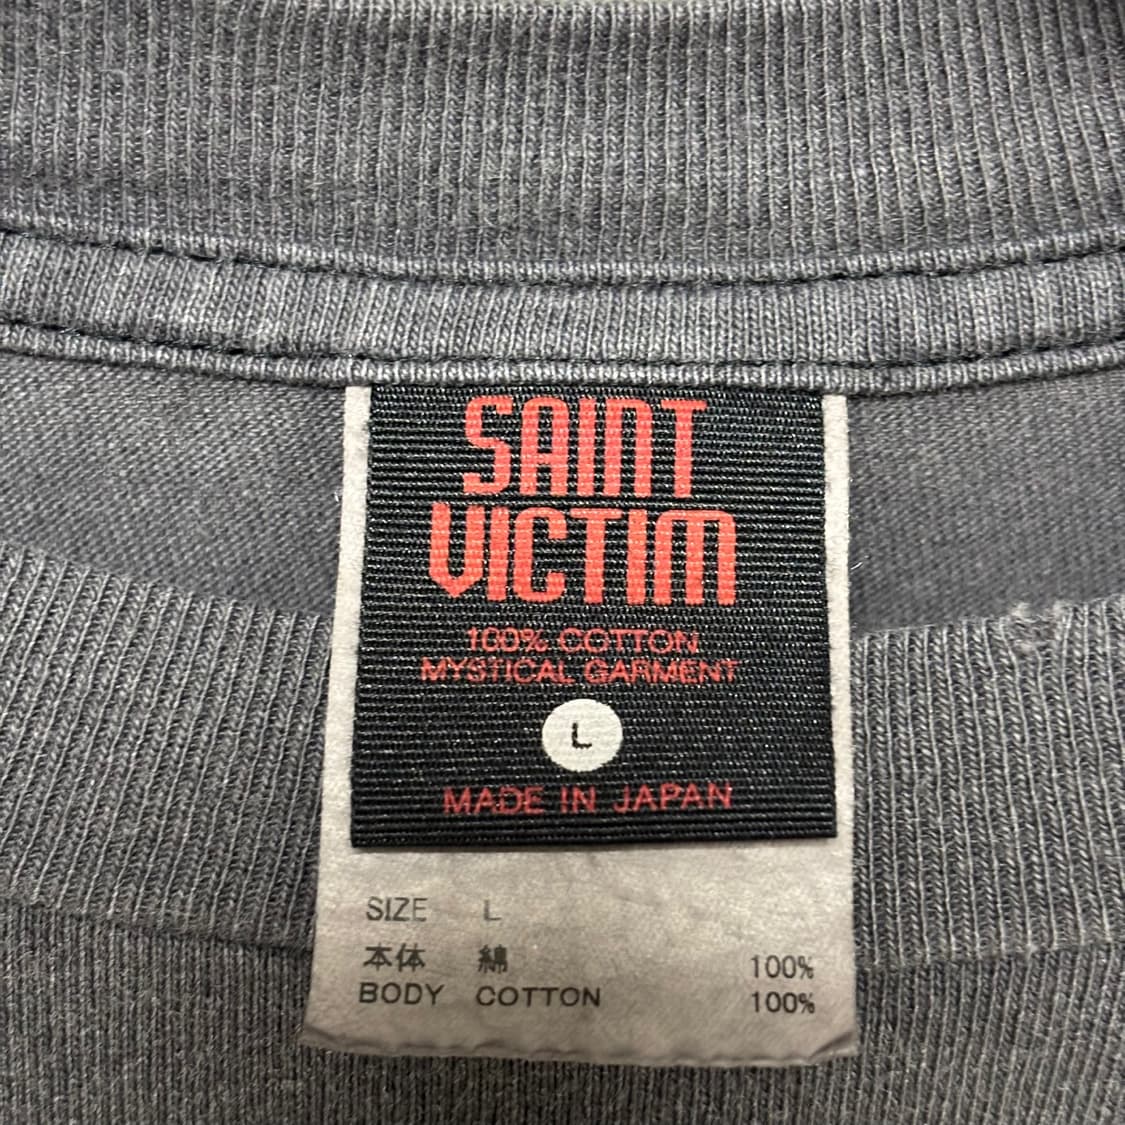 SAINT
VICTIM
100% COTTON
MYSTICAL GARMENT
L
MADE IN JAPAN
SIZE L
本体 綿 100%
BODY COTTON 100%